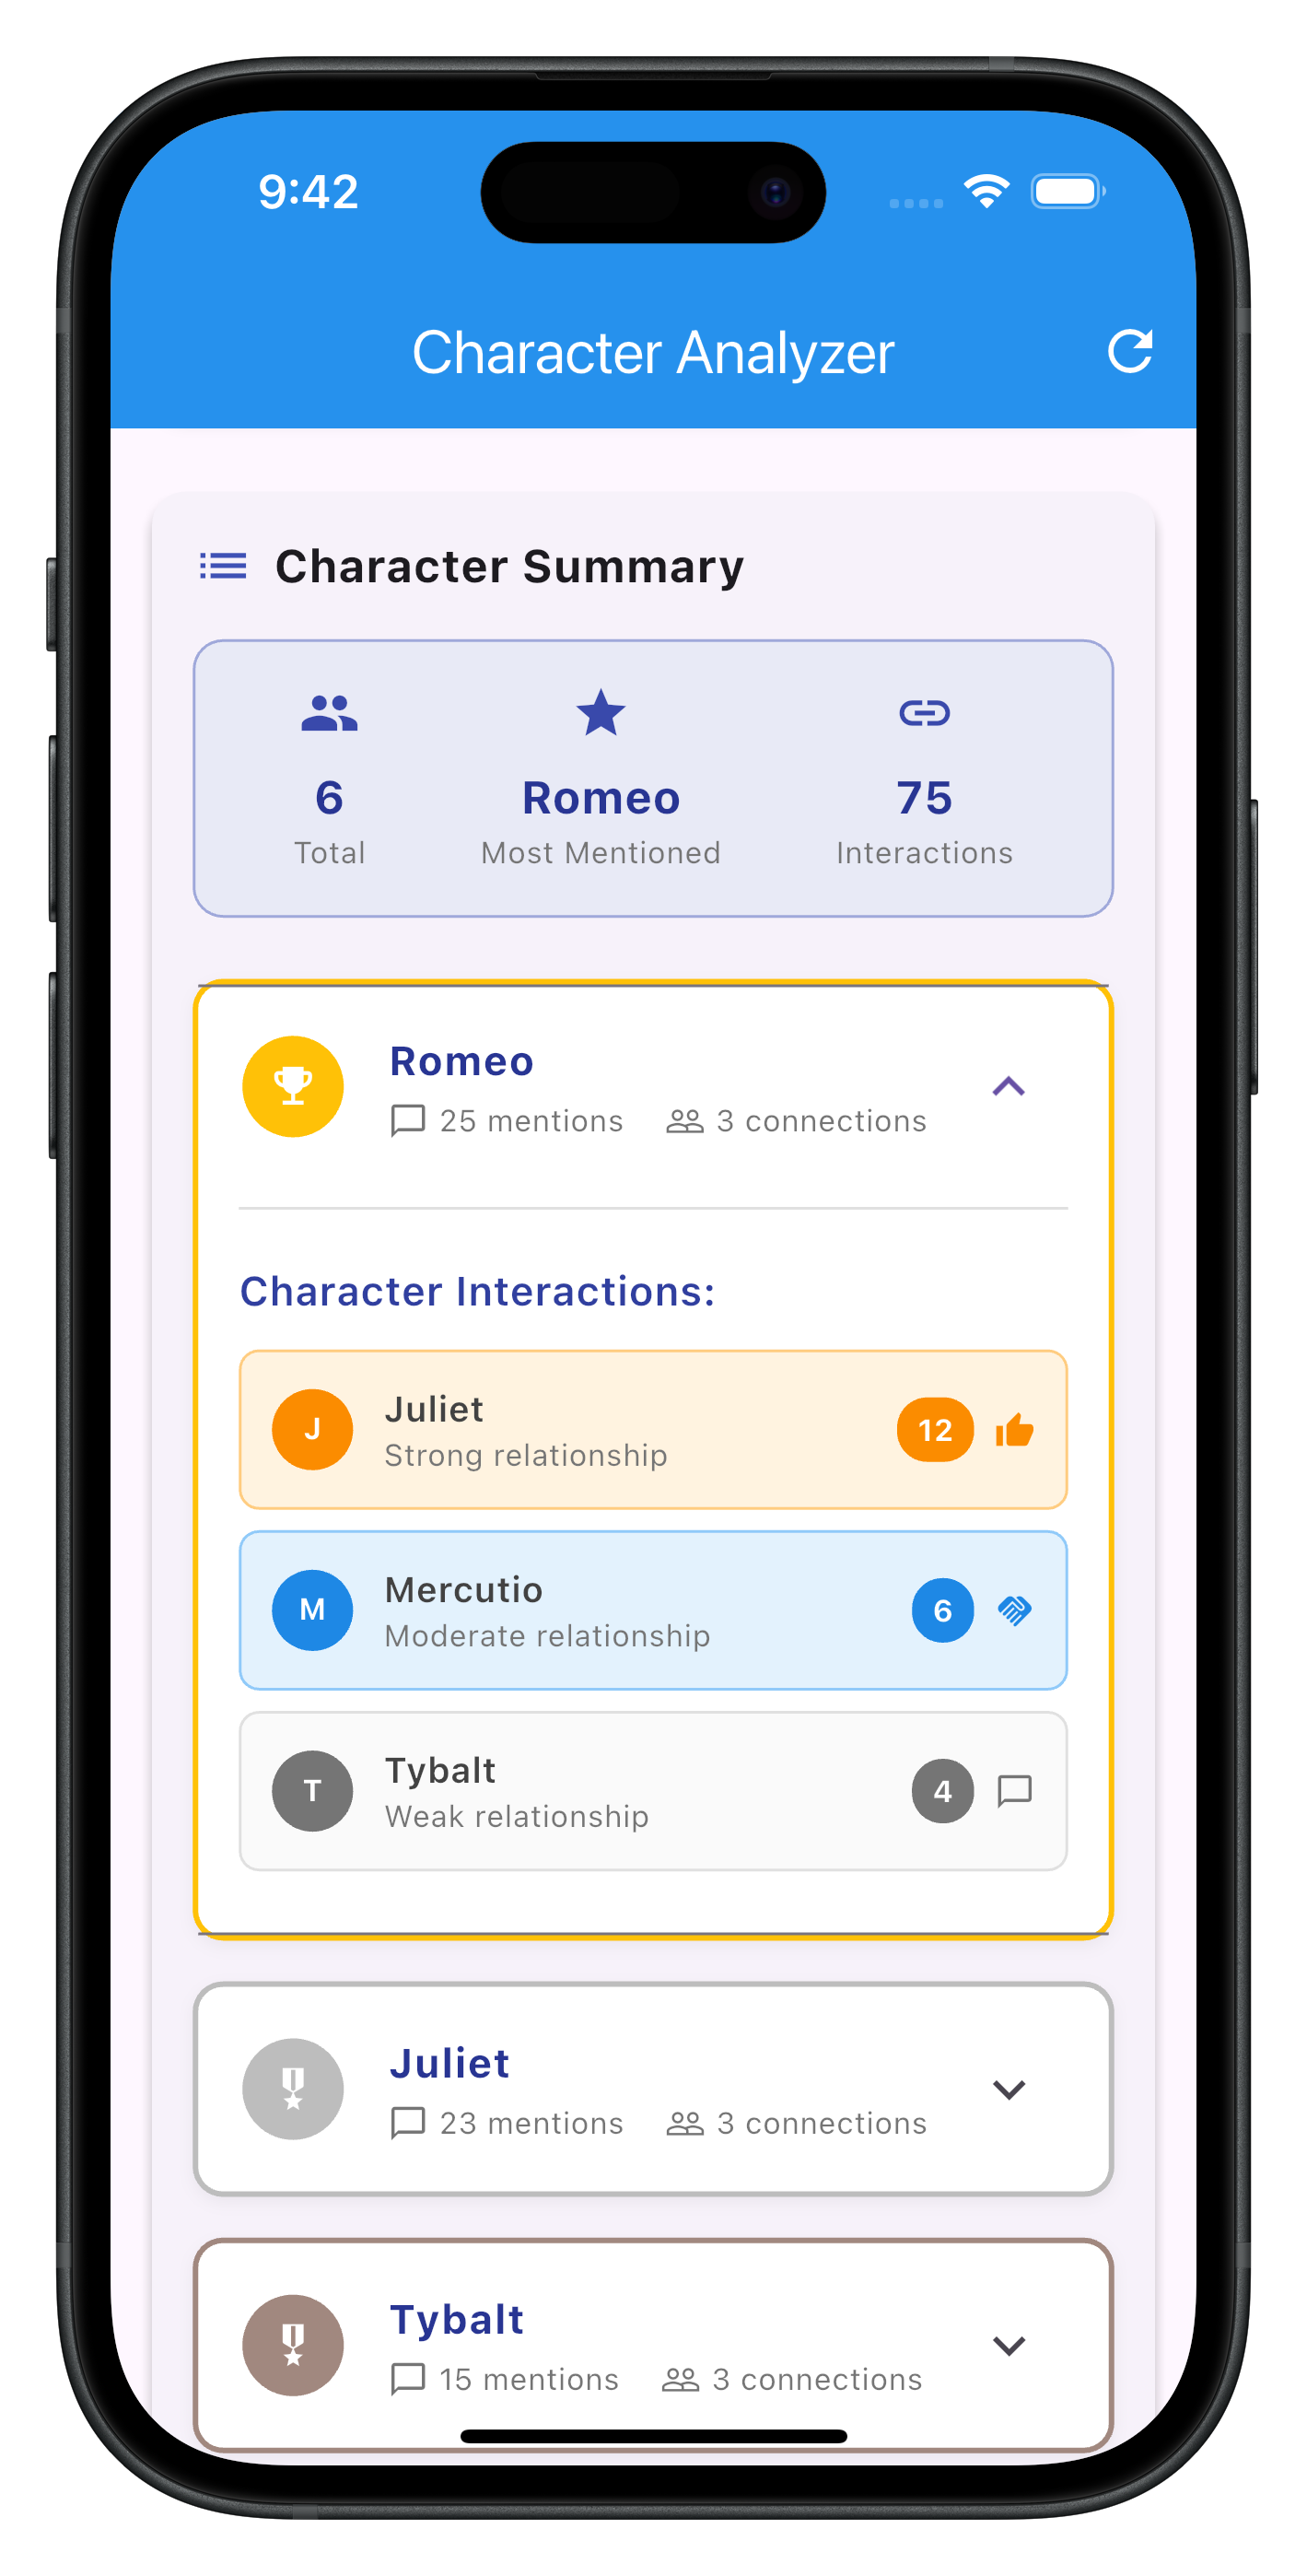 9:42
Character Analyzer
Character Summary
6 Romeo 75
Total Most Mentioned Interactions
Romeo
25 mentions 3 connections
Character Interactions:
J Juliet 12
Strong relationship
M Mercutio 6
Moderate relationship
T Tybalt 4
Weak relationship
Juliet
23 mentions 3 connections
Tybalt
15 mentions 3 connections